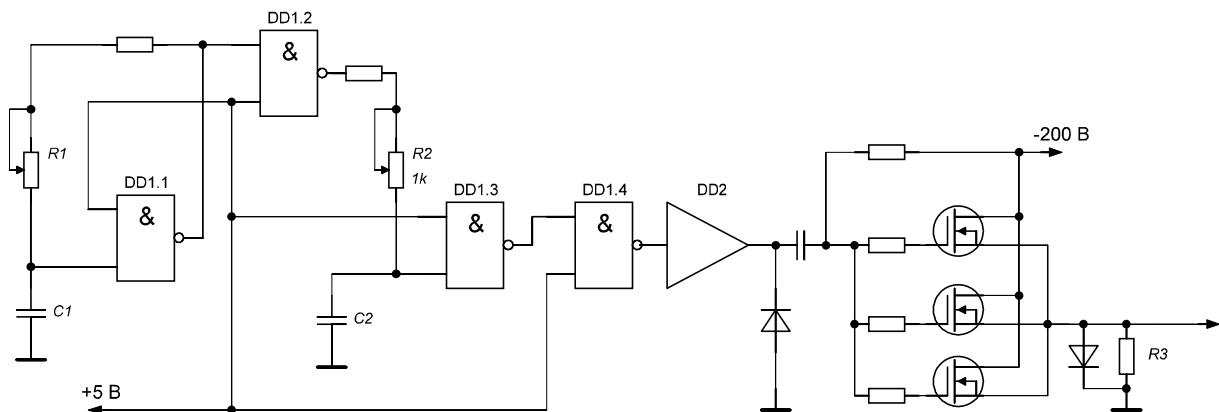 DD1.2
&
R1
DD1.1
&
R2
1k
DD1.3
&
DD1.4
&
DD2
-200 В
C1
C2
R3
+5 В